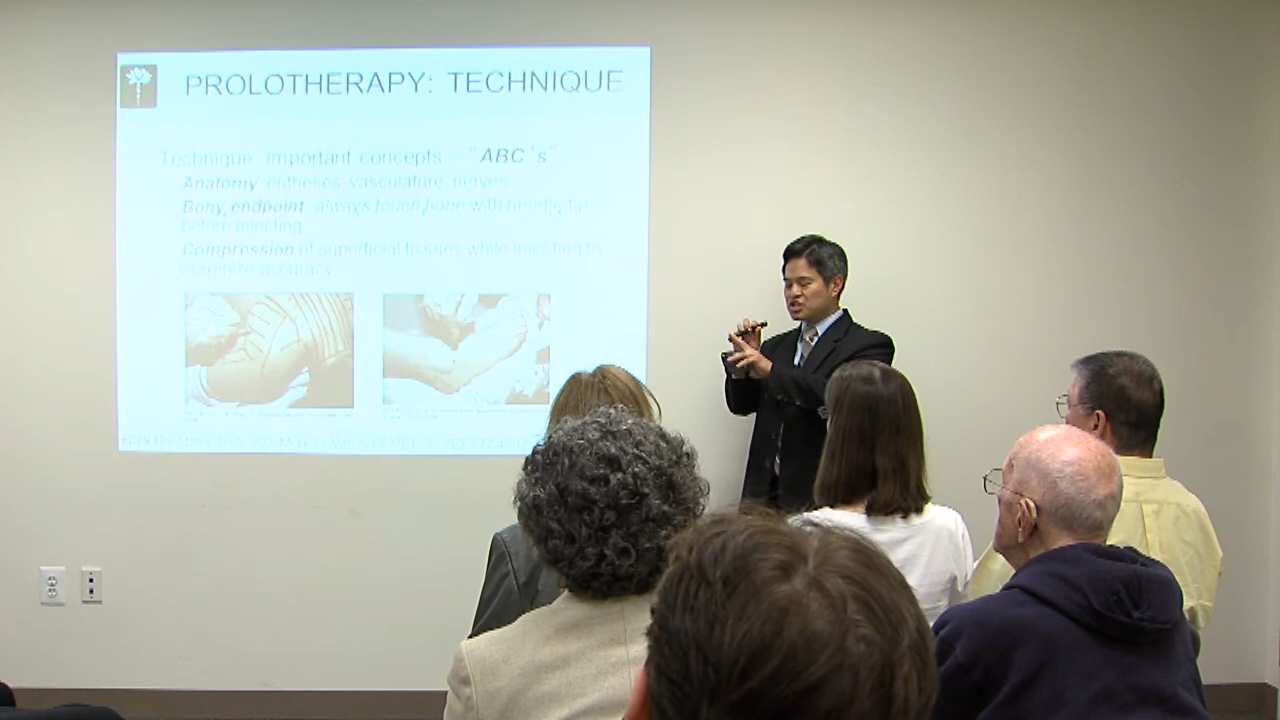 PROLOTHERAPY: TECHNIQUE
Technique: important concepts – "ABC's"
Anatomy: entheses, vasculature, nerves
Bony endpoint: always touch bone with needle tip
before injecting
Compression of superficial tissues while injecting to
maximize accuracy